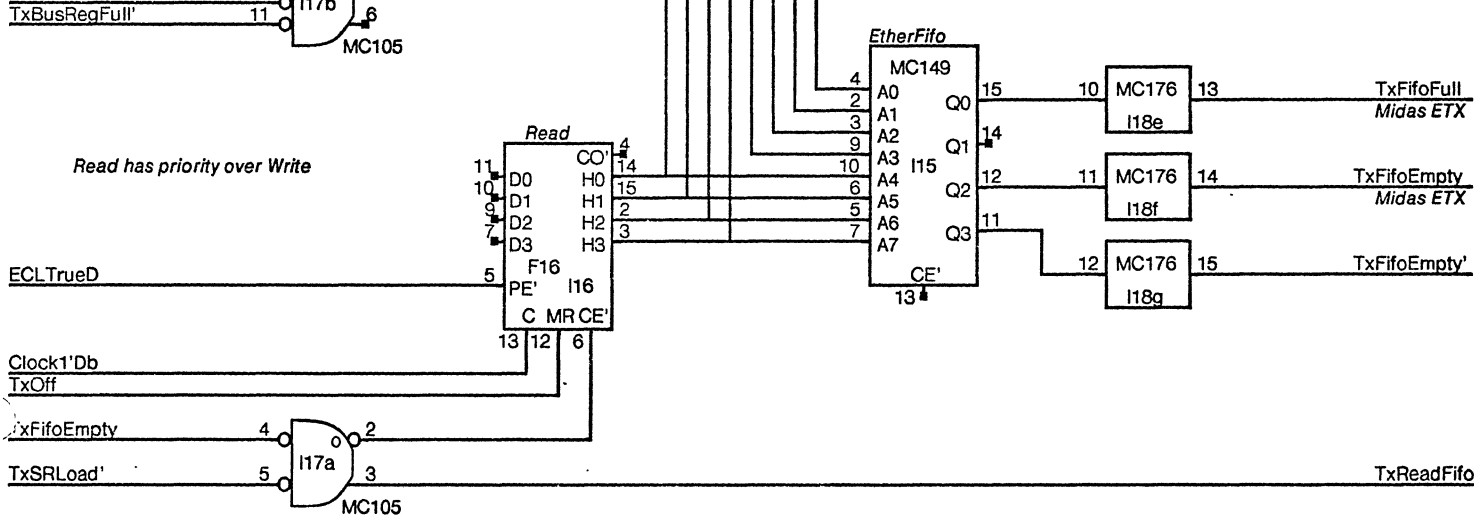 I17b
TxBusRegFull' 11 6
MC105
EtherFifo
MC149
4 A0 Q0 15 10 MC176 13 TxFifoFull
I18e Midas ETX
2 A1
3 A2 Q1 14
9 A3 I15
10 A4 Q2 12 11 MC176 14 TxFifoEmpty
I18f Midas ETX
6 A5
5 A6
7 A7 Q3 11
12 MC176 15 TxFifoEmpty'
I18g
CE'
13
Read has priority over Write
Read
CO' 4
11 D0 H0 14
10 D1 H1 15
9 D2 H2 2
7 D3 H3 3
F16
I16
ECLTrueD 5 PE'
C MR CE'
13 12 6
Clock1'Db
TxOff
TxFifoEmpty 4 o 2
I17a
TxSRLoad' 5 3 TxReadFifo
MC105